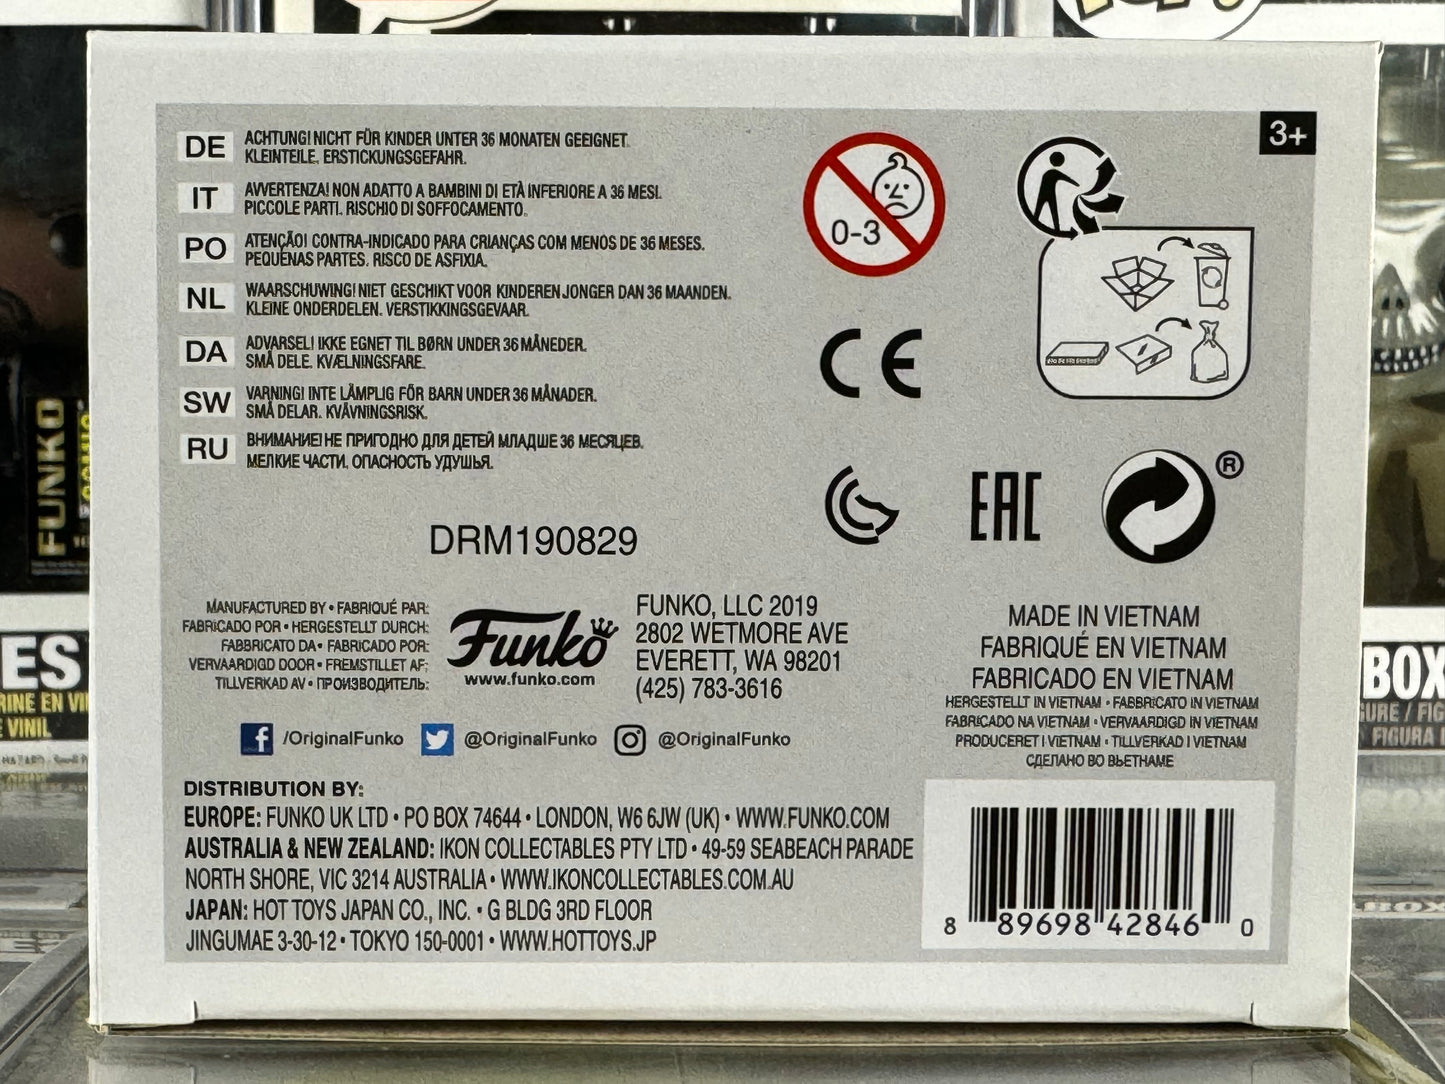 3+
DE ACHTUNG! NICHT FÜR KINDER UNTER 36 MONATEN GEEIGNET.
KLEINTEILE. ERSTICKUNGSGEFAHR.
IT AVVERTENZA! NON ADATTO A BAMBINI DI ETÀ INFERIORE A 36 MESI.
PICCOLE PARTI. RISCHIO DI SOFFOCAMENTO.
PO ATENÇÃO! CONTRA-INDICADO PARA CRIANÇAS COM MENOS DE 36 MESES.
PEQUENAS PARTES. RISCO DE ASFIXIA.
NL WAARSCHUWING! NIET GESCHIKT VOOR KINDEREN JONGER DAN 36 MAANDEN.
KLEINE ONDERDELEN. VERSTIKKINGSGEVAAR.
DA ADVARSEL! IKKE EGNET TIL BØRN UNDER 36 MÅNEDER.
SMÅ DELE. KVÆLNINGSFARE.
SW VARNING! INTE LÄMPLIG FÖR BARN UNDER 36 MÅNADER.
SMÅ DELAR. KVÄVNINGSRISK.
RU ВНИМАНИЕ! НЕ ПРИГОДНО ДЛЯ ДЕТЕЙ МЛАДШЕ 36 МЕСЯЦЕВ.
МЕЛКИЕ ЧАСТИ. ОПАСНОСТЬ УДУШЬЯ.
0-3
CE
EAC
®
DRM190829
MANUFACTURED BY • FABRIQUÉ PAR:
FABRICADO POR • HERGESTELLT DURCH:
FABBRICATO DA • FABRICADO POR:
VERVAARDIGD DOOR • FREMSTILLET AF:
TILLVERKAD AV • ПРОИЗВОДИТЕЛЬ:
Funko
www.funko.com
FUNKO, LLC 2019
2802 WETMORE AVE
EVERETT, WA 98201
(425) 783-3616
MADE IN VIETNAM
FABRIQUÉ EN VIETNAM
FABRICADO EN VIETNAM
HERGESTELLT IN VIETNAM • FABBRICATO IN VIETNAM
FABRICADO NA VIETNAM • VERVAARDIGD IN VIETNAM
PRODUCERET I VIETNAM • TILLVERKAD I VIETNAM
СДЕЛАНО ВО ВЬЕТНАМЕ
/OriginalFunko @OriginalFunko @OriginalFunko
DISTRIBUTION BY:
EUROPE: FUNKO UK LTD • PO BOX 74644 • LONDON, W6 6JW (UK) • WWW.FUNKO.COM
AUSTRALIA & NEW ZEALAND: IKON COLLECTABLES PTY LTD • 49-59 SEABEACH PARADE
NORTH SHORE, VIC 3214 AUSTRALIA • WWW.IKONCOLLECTABLES.COM.AU
JAPAN: HOT TOYS JAPAN CO., INC. • G BLDG 3RD FLOOR
JINGUMAE 3-30-12 • TOKYO 150-0001 • WWW.HOTTOYS.JP
8 89698 42846 0
FUNKO
ES
RINE EN VI
VINIL
BOX
FIGURA